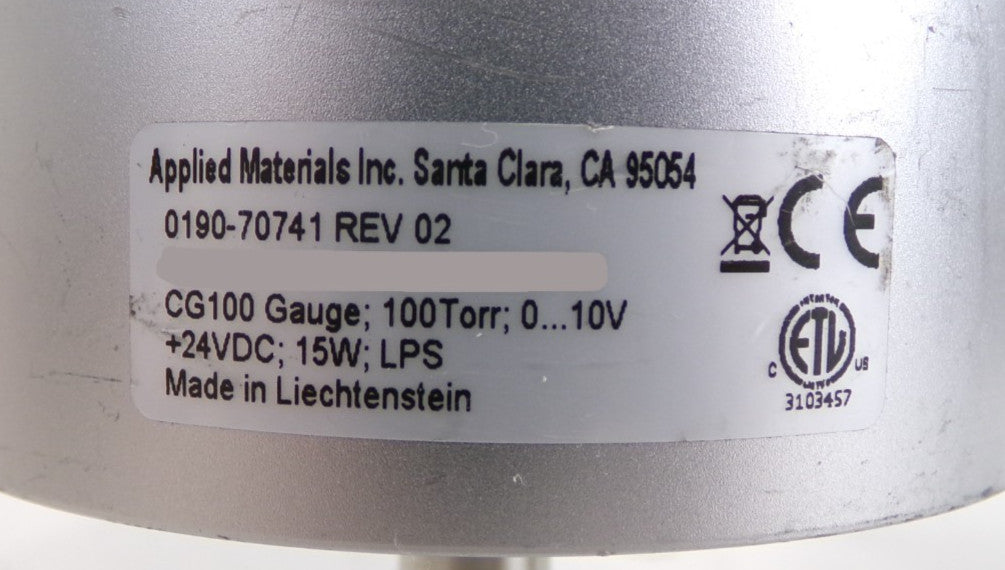 Applied Materials Inc. Santa Clara, CA 95054
0190-70741 REV 02
CG100 Gauge; 100Torr; 0...10V
+24VDC; 15W; LPS
Made in Liechtenstein
CE
ETL
C US
3103457